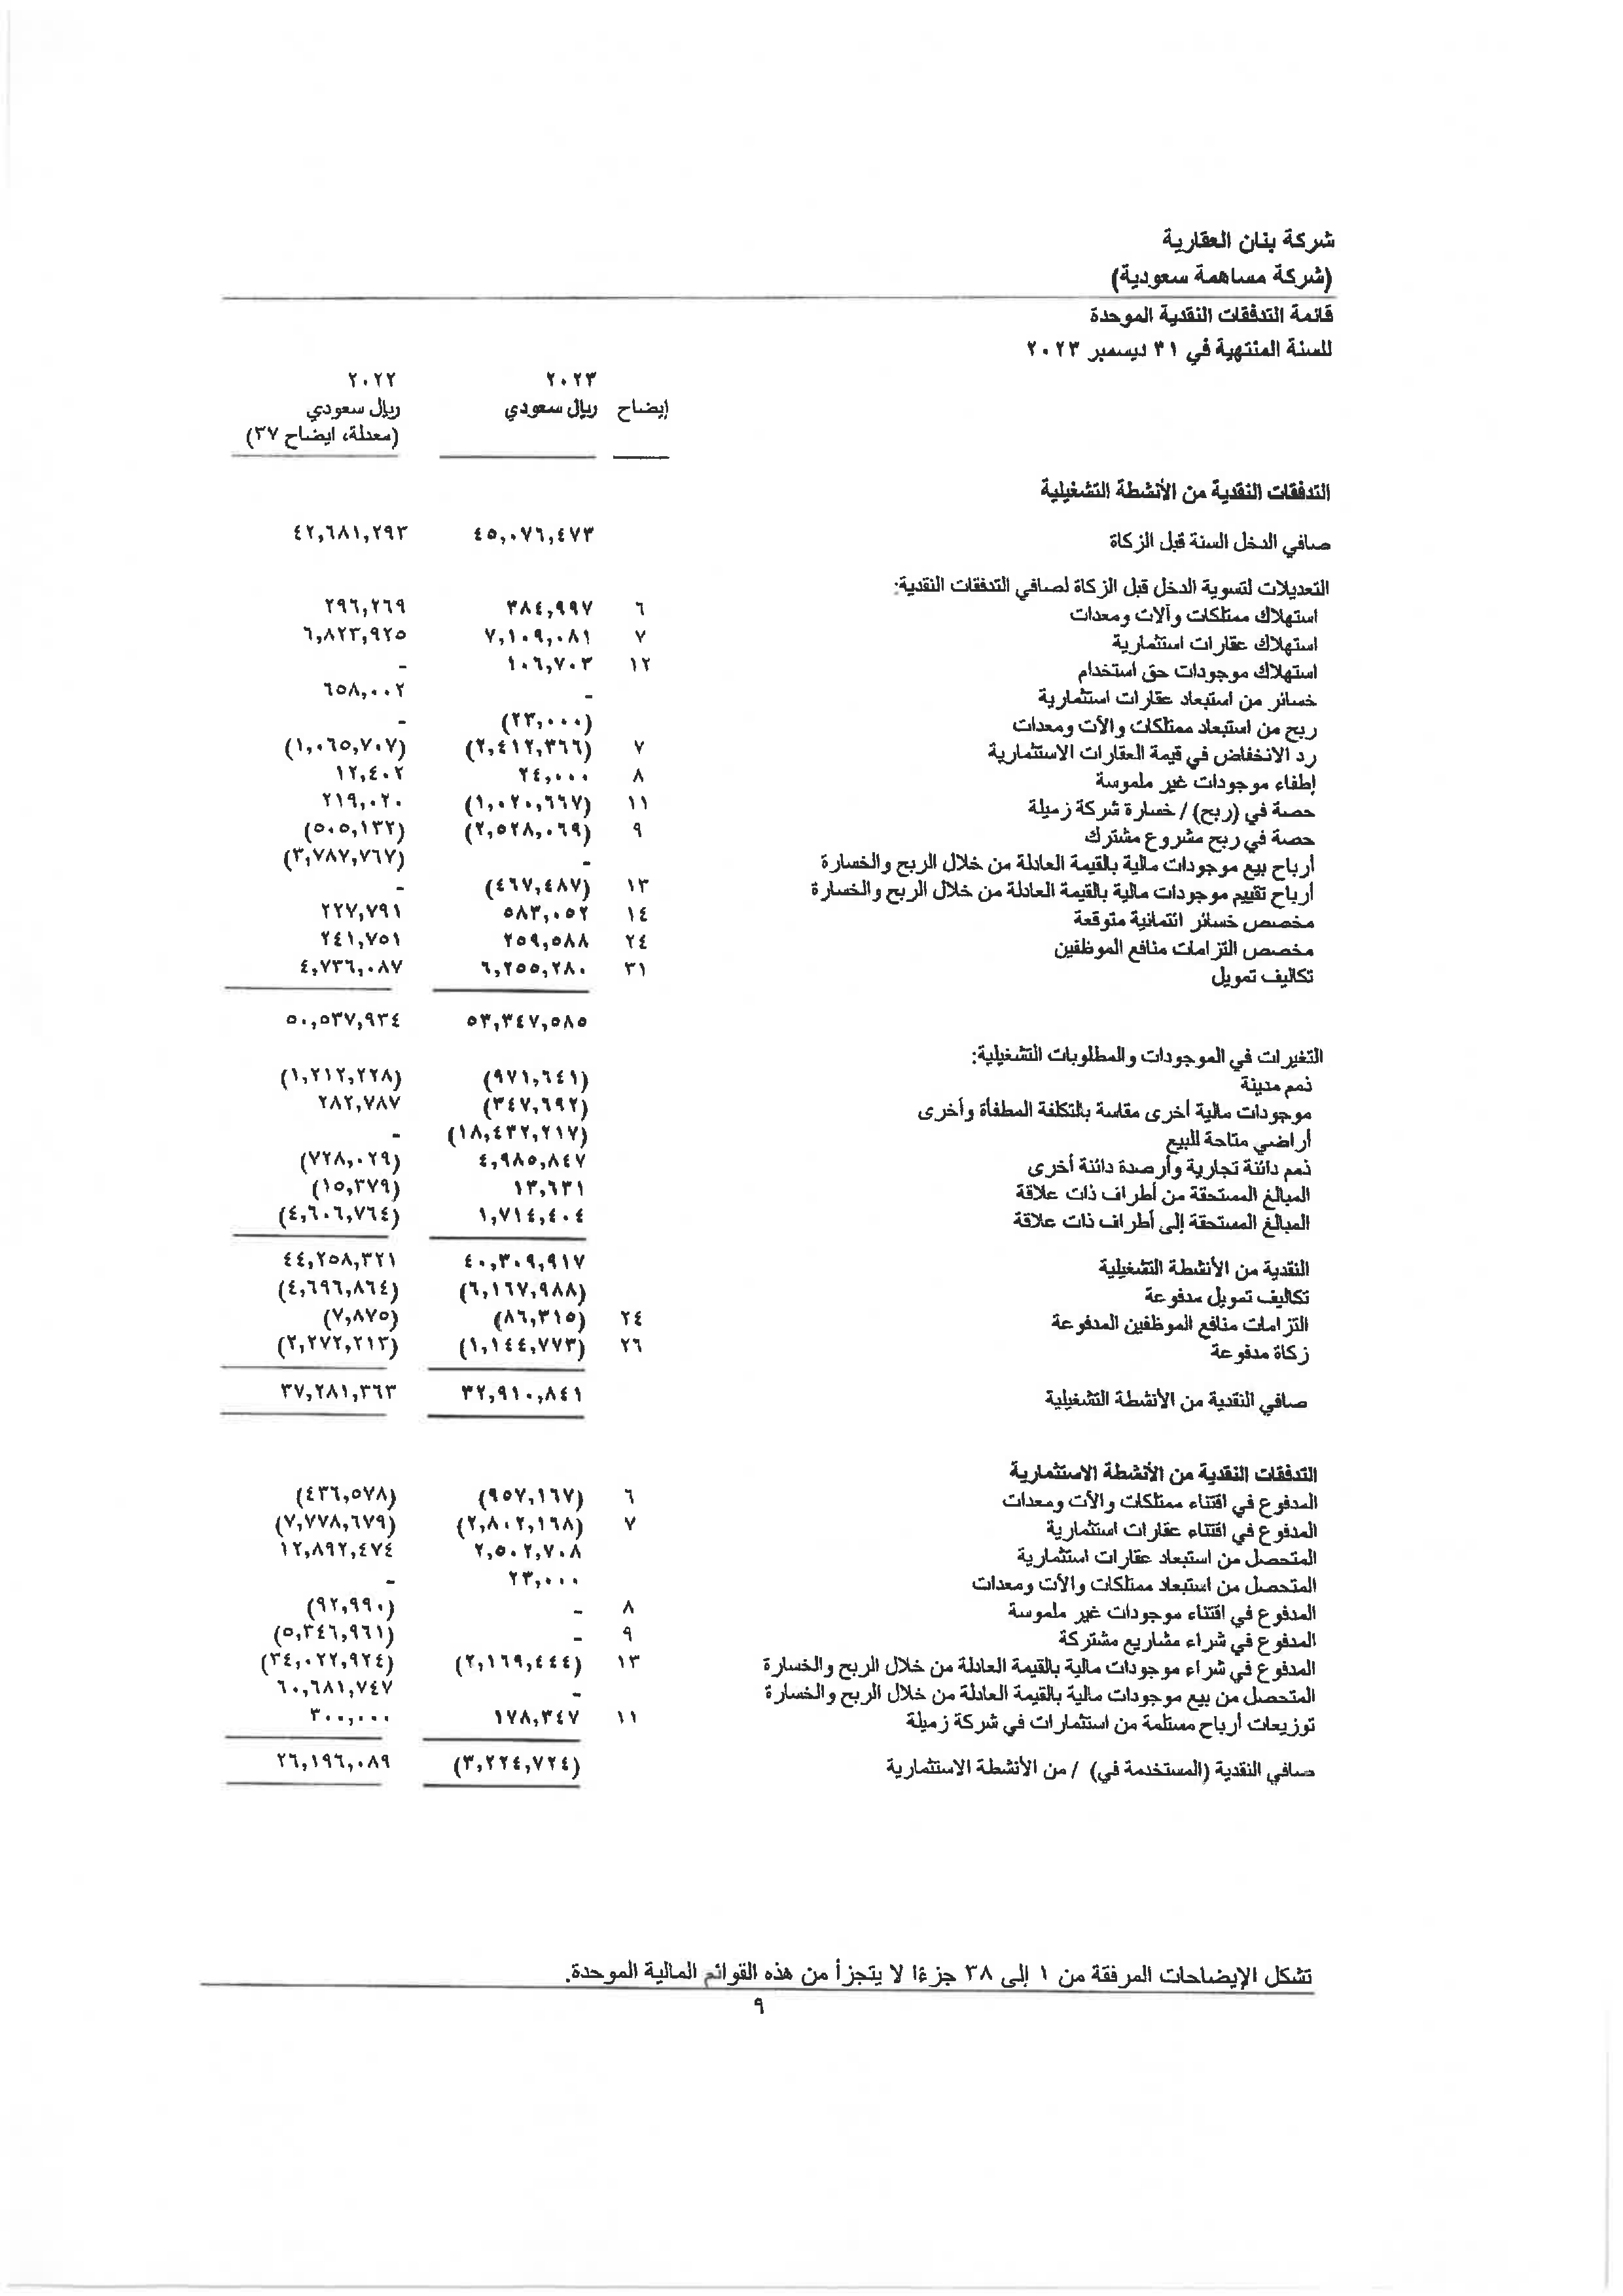 شركة بنان العقارية
(شركة مساهمة سعودية)
قائمة التدفقات النقدية الموحدة
للسنة المنتهية في ٣١ ديسمبر ٢٠٢٣
٢٠٢٣ ٢٠٢٢
إيضاح ريال سعودي ريال سعودي
(معدلة، ايضاح ٣٧)
التدفقات النقدية من الأنشطة التشغيلية
صافي الدخل السنة قبل الزكاة ٤٥,٠٧٦,٤٧٣ ٤٢,٦٨١,٢٩٣
التعديلات لتسوية الدخل قبل الزكاة لصافي التدفقات النقدية:
استهلاك ممتلكات وآلات ومعدات ٦ ٣٨٤,٩٩٧ ٢٩٦,٢٦٩
استهلاك عقارات استثمارية ٧ ٧,١٠٩,٠٨١ ٦,٨٢٣,٩٢٥
استهلاك موجودات حق استخدام ١٢ ١٠٦,٧٠٣ -
خسائر من استبعاد عقارات استثمارية - ٦٥٨,٠٠٢
ربح من استبعاد ممتلكات والآت ومعدات (٢٣,٠٠٠) -
رد الانخفاض في قيمة العقارات الاستثمارية ٧ (٢,٤١٢,٣٦٦) (١,٠٦٥,٧٠٧)
إطفاء موجودات غير ملموسة ٨ ٢٤,٠٠٠ ١٢,٤٠٢
حصة في (ربح) / خسارة شركة زميلة ١١ (١,٠٢٠,٦٦٧) ٢١٩,٠٢٠
حصة في ربح مشروع مشترك ٩ (٢,٥٢٨,٠٦٩) (٥٠٥,١٣٢)
أرباح بيع موجودات مالية بالقيمة العادلة من خلال الربح والخسارة - (٣,٧٨٧,٧٦٧)
أرباح تقييم موجودات مالية بالقيمة العادلة من خلال الربح والخسارة ١٣ (٤٦٧,٤٨٧) -
مخصص خسائر ائتمانية متوقعة ١٤ ٥٨٣,٠٥٢ ٢٢٧,٧٩١
مخصص التزامات منافع الموظفين ٢٤ ٢٥٩,٥٨٨ ٢٤١,٧٥١
تكاليف تمويل ٣١ ٦,٢٥٥,٢٨٠ ٤,٧٣٦,٠٨٧
٥٣,٣٤٧,٥٨٥ ٥٠,٥٣٧,٩٣٤
التغيرات في الموجودات والمطلوبات التشغيلية:
ذمم مدينة (٩٧١,٦٤١) (١,٢١٢,٢٢٨)
موجودات مالية أخرى مقاسة بالتكلفة المطفأة وأخرى (٣٤٧,٦٩٢) ٢٨٢,٧٨٧
أراضي متاحة للبيع (١٨,٤٣٢,٢١٧) -
ذمم دائنة تجارية وأرصدة دائنة أخرى ٤,٩٨٥,٨٤٧ (٧٢٨,٠٢٩)
المبالغ المستحقة من أطراف ذات علاقة ١٣,٦٣١ (١٥,٣٧٩)
المبالغ المستحقة إلى أطراف ذات علاقة ١,٧١٤,٤٠٤ (٤,٦٠٦,٧٦٤)
النقدية من الأنشطة التشغيلية ٤٠,٣٠٩,٩١٧ ٤٤,٢٥٨,٣٢١
تكاليف تمويل مدفوعة (٦,١٦٧,٩٨٨) (٤,٦٩٦,٨٦٤)
التزامات منافع الموظفين المدفوعة ٢٤ (٨٦,٣١٥) (٧,٨٧٥)
زكاة مدفوعة ٢٦ (١,١٤٤,٧٧٣) (٢,٢٧٢,٢١٣)
صافي النقدية من الأنشطة التشغيلية ٣٢,٩١٠,٨٤١ ٣٧,٢٨١,٣٦٣
التدفقات النقدية من الأنشطة الاستثمارية
المدفوع في اقتناء ممتلكات والآت ومعدات ٦ (٩٥٧,١٦٧) (٤٣٦,٥٧٨)
المدفوع في اقتناء عقارات استثمارية ٧ (٢,٨٠٢,١٦٨) (٧,٧٧٨,٦٧٩)
المتحصل من استبعاد عقارات استثمارية ٢,٥٠٢,٧٠٨ ١٢,٨٩٢,٤٧٤
المتحصل من استبعاد ممتلكات والآت ومعدات ٢٣,٠٠٠ -
المدفوع في اقتناء موجودات غير ملموسة ٨ - (٩٢,٩٩٠)
المدفوع في شراء مشاريع مشتركة ٩ - (٥,٣٤٦,٩٦١)
المدفوع في شراء موجودات مالية بالقيمة العادلة من خلال الربح والخسارة ١٣ (٢,١٦٩,٤٤٤) (٣٤,٠٢٢,٩٢٤)
المتحصل من بيع موجودات مالية بالقيمة العادلة من خلال الربح والخسارة - ٦٠,٦٨١,٧٤٧
توزيعات أرباح مستلمة من استثمارات في شركة زميلة ١١ ١٧٨,٣٤٧ ٣٠٠,٠٠٠
صافي النقدية (المستخدمة في) / من الأنشطة الاستثمارية (٣,٢٢٤,٧٢٤) ٢٦,١٩٦,٠٨٩
تشكل الإيضاحات المرفقة من ١ إلى ٣٨ جزءًا لا يتجزأ من هذه القوائم المالية الموحدة.
٩